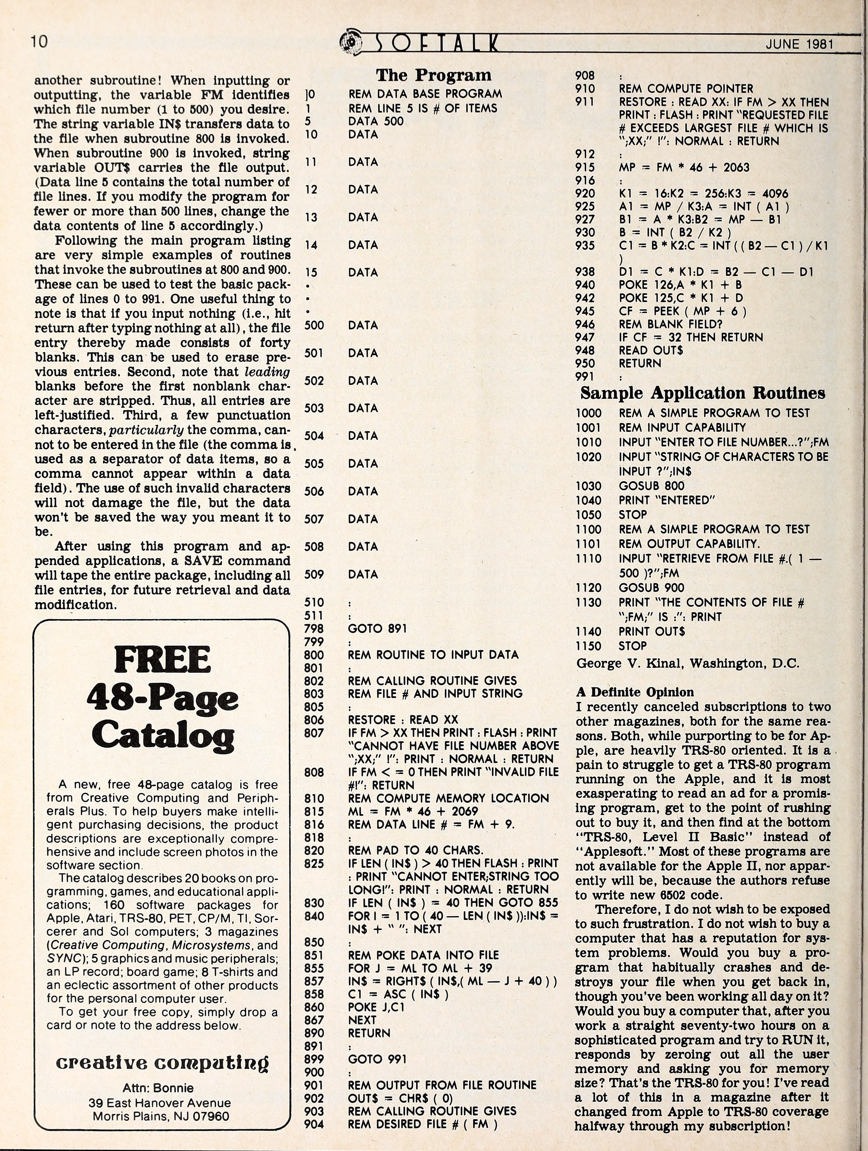 10
SOFTALK
JUNE 1981
another subroutine! When inputting or
outputting, the variable FM identifies
which file number (1 to 500) you desire.
The string variable IN$ transfers data to
the file when subroutine 800 is invoked.
When subroutine 900 is invoked, string
variable OUT$ carries the file output.
(Data line 5 contains the total number of
file lines. If you modify the program for
fewer or more than 500 lines, change the
data contents of line 5 accordingly.)
Following the main program listing
are very simple examples of routines
that invoke the subroutines at 800 and 900.
These can be used to test the basic pack-
age of lines 0 to 991. One useful thing to
note is that if you input nothing (i.e., hit
return after typing nothing at all), the file
entry thereby made consists of forty
blanks. This can be used to erase pre-
vious entries. Second, note that leading
blanks before the first nonblank char-
acter are stripped. Thus, all entries are
left-justified. Third, a few punctuation
characters, particularly the comma, can-
not to be entered in the file (the comma is
used as a separator of data items, so a
comma cannot appear within a data
field). The use of such invalid characters
will not damage the file, but the data
won't be saved the way you meant it to
be.
After using this program and ap-
pended applications, a SAVE command
will tape the entire package, including all
file entries, for future retrieval and data
modification.
FREE
48-Page
Catalog
A new, free 48-page catalog is free
from Creative Computing and Periph-
erals Plus. To help buyers make intelli-
gent purchasing decisions, the product
descriptions are exceptionally compre-
hensive and include screen photos in the
software section.
The catalog describes 20 books on pro-
gramming, games, and educational appli-
cations; 160 software packages for
Apple, Atari, TRS-80, PET, CP/M, TI, Sor-
cerer and Sol computers; 3 magazines
(Creative Computing, Microsystems, and
SYNC); 5 graphics and music peripherals;
an LP record; board game; 8 T-shirts and
an eclectic assortment of other products
for the personal computer user.
To get your free copy, simply drop a
card or note to the address below.
creative computing
Attn: Bonnie
39 East Hanover Avenue
Morris Plains, NJ 07960
The Program
]0 REM DATA BASE PROGRAM
1 REM LINE 5 IS # OF ITEMS
5 DATA 500
10 DATA
11 DATA
12 DATA
13 DATA
14 DATA
15 DATA
•
•
•
500 DATA
501 DATA
502 DATA
503 DATA
504 DATA
505 DATA
506 DATA
507 DATA
508 DATA
509 DATA
510 :
511 :
798 GOTO 891
799 :
800 REM ROUTINE TO INPUT DATA
801 :
802 REM CALLING ROUTINE GIVES
803 REM FILE # AND INPUT STRING
805 :
806 RESTORE : READ XX
807 IF FM > XX THEN PRINT : FLASH : PRINT
"CANNOT HAVE FILE NUMBER ABOVE
";XX;" !": PRINT : NORMAL : RETURN
808 IF FM < = 0 THEN PRINT "INVALID FILE
#!": RETURN
810 REM COMPUTE MEMORY LOCATION
815 ML = FM * 46 + 2069
816 REM DATA LINE # = FM + 9.
818 :
820 REM PAD TO 40 CHARS.
825 IF LEN ( IN$ ) > 40 THEN FLASH : PRINT
: PRINT "CANNOT ENTER;STRING TOO
LONG!": PRINT : NORMAL : RETURN
830 IF LEN ( IN$ ) = 40 THEN GOTO 855
840 FOR I = 1 TO ( 40 — LEN ( IN$ )):IN$ =
IN$ + " ": NEXT
850 :
851 REM POKE DATA INTO FILE
855 FOR J = ML TO ML + 39
857 IN$ = RIGHT$ ( IN$,( ML — J + 40 ) )
858 C1 = ASC ( IN$ )
860 POKE J,C1
867 NEXT
890 RETURN
891 :
899 GOTO 991
900 :
901 REM OUTPUT FROM FILE ROUTINE
902 OUT$ = CHR$ ( 0)
903 REM CALLING ROUTINE GIVES
904 REM DESIRED FILE # ( FM )
908 :
910 REM COMPUTE POINTER
911 RESTORE : READ XX: IF FM > XX THEN
PRINT : FLASH : PRINT "REQUESTED FILE
# EXCEEDS LARGEST FILE # WHICH IS
";XX;" !": NORMAL : RETURN
912 :
915 MP = FM * 46 + 2063
916 :
920 K1 = 16:K2 = 256:K3 = 4096
925 A1 = MP / K3:A = INT ( A1 )
927 B1 = A * K3:B2 = MP — B1
930 B = INT ( B2 / K2 )
935 C1 = B * K2:C = INT ( ( B2 — C1 ) / K1
)
938 D1 = C * K1:D = B2 — C1 — D1
940 POKE 126,A * K1 + B
942 POKE 125,C * K1 + D
945 CF = PEEK ( MP + 6 )
946 REM BLANK FIELD?
947 IF CF = 32 THEN RETURN
948 READ OUT$
950 RETURN
991 :
Sample Application Routines
1000 REM A SIMPLE PROGRAM TO TEST
1001 REM INPUT CAPABILITY
1010 INPUT "ENTER TO FILE NUMBER...?";FM
1020 INPUT "STRING OF CHARACTERS TO BE
INPUT ?";IN$
1030 GOSUB 800
1040 PRINT "ENTERED"
1050 STOP
1100 REM A SIMPLE PROGRAM TO TEST
1101 REM OUTPUT CAPABILITY.
1110 INPUT "RETRIEVE FROM FILE #.( 1 —
500 )?";FM
1120 GOSUB 900
1130 PRINT "THE CONTENTS OF FILE #
";FM;" IS :": PRINT
1140 PRINT OUT$
1150 STOP
George V. Kinal, Washington, D.C.
A Definite Opinion
I recently canceled subscriptions to two
other magazines, both for the same rea-
sons. Both, while purporting to be for Ap-
ple, are heavily TRS-80 oriented. It is a
pain to struggle to get a TRS-80 program
running on the Apple, and it is most
exasperating to read an ad for a promis-
ing program, get to the point of rushing
out to buy it, and then find at the bottom
"TRS-80, Level II Basic" instead of
"Applesoft." Most of these programs are
not available for the Apple II, nor appar-
ently will be, because the authors refuse
to write new 6502 code.
Therefore, I do not wish to be exposed
to such frustration. I do not wish to buy a
computer that has a reputation for sys-
tem problems. Would you buy a pro-
gram that habitually crashes and de-
stroys your file when you get back in,
though you've been working all day on it?
Would you buy a computer that, after you
work a straight seventy-two hours on a
sophisticated program and try to RUN it,
responds by zeroing out all the user
memory and asking you for memory
size? That's the TRS-80 for you! I've read
a lot of this in a magazine after it
changed from Apple to TRS-80 coverage
halfway through my subscription!